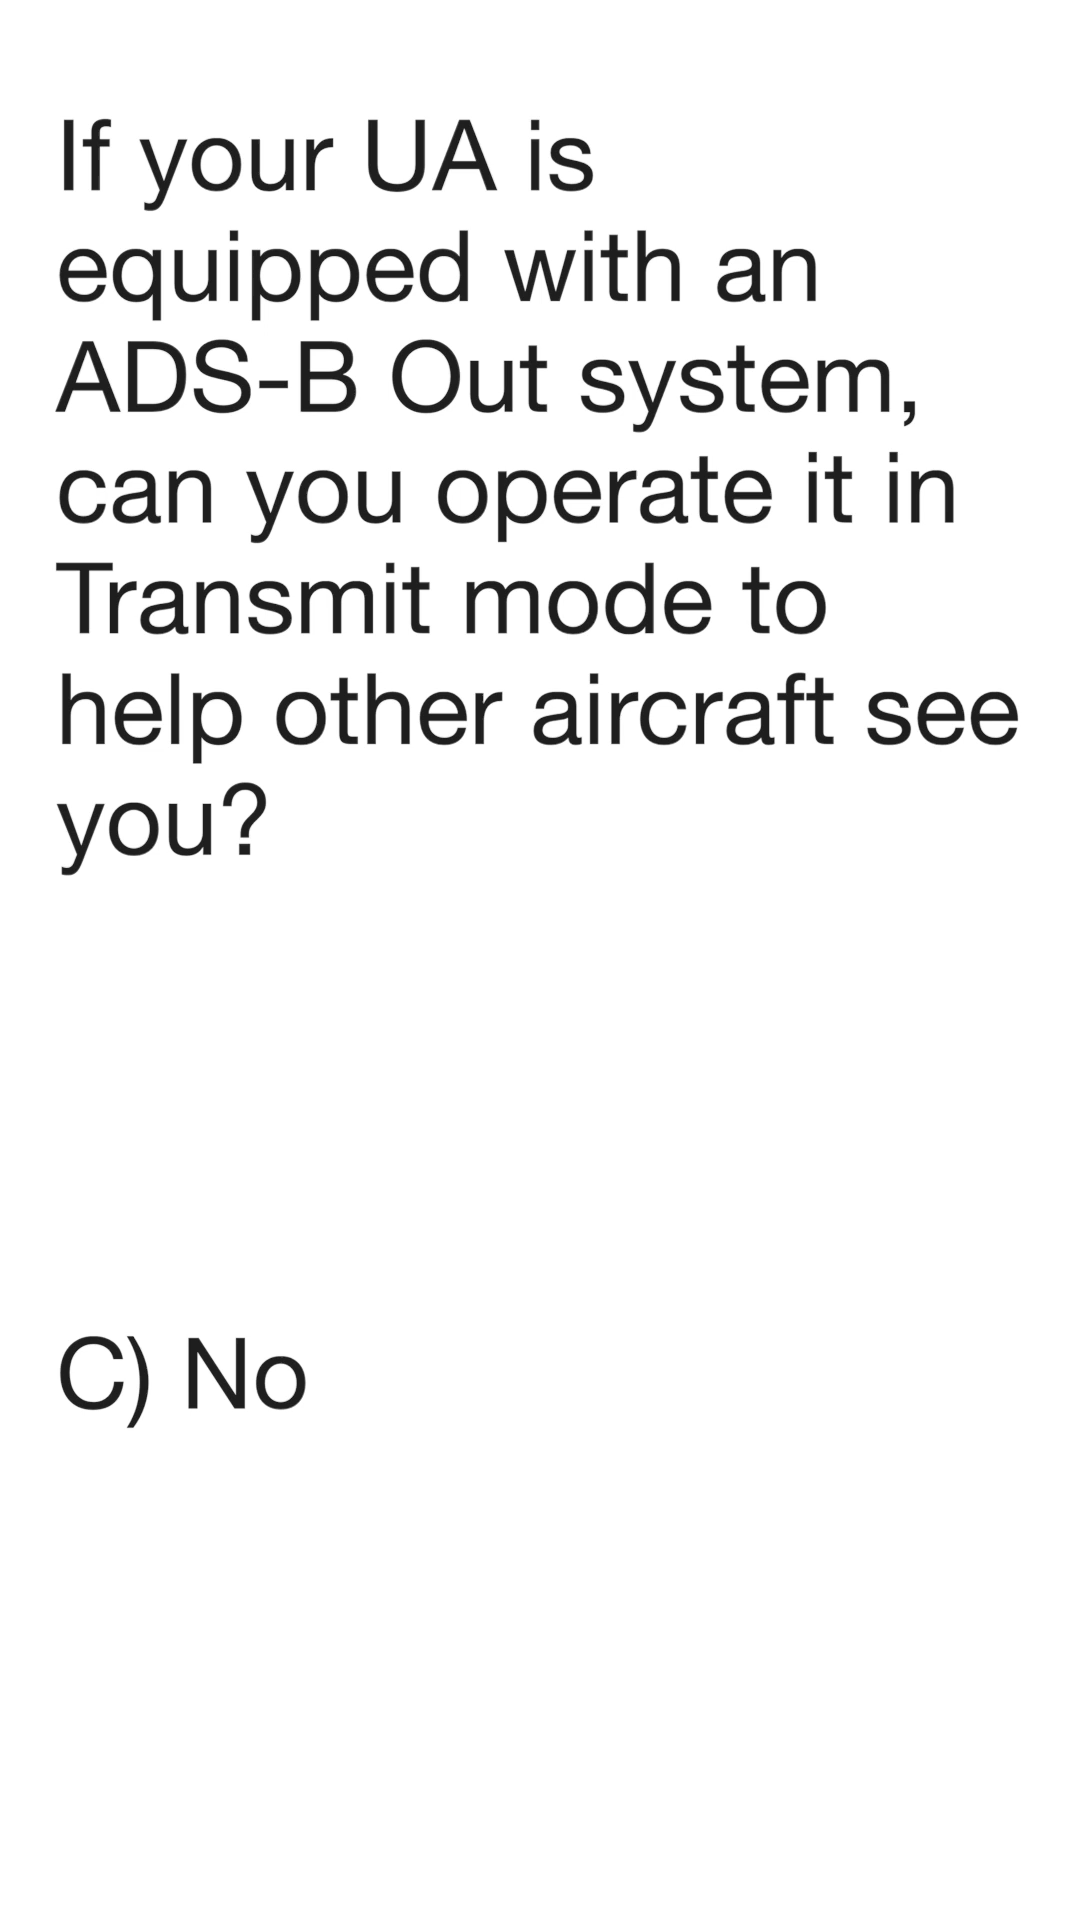 If your UA is
equipped with an
ADS-B Out system,
can you operate it in
Transmit mode to
help other aircraft see
you?
C) No